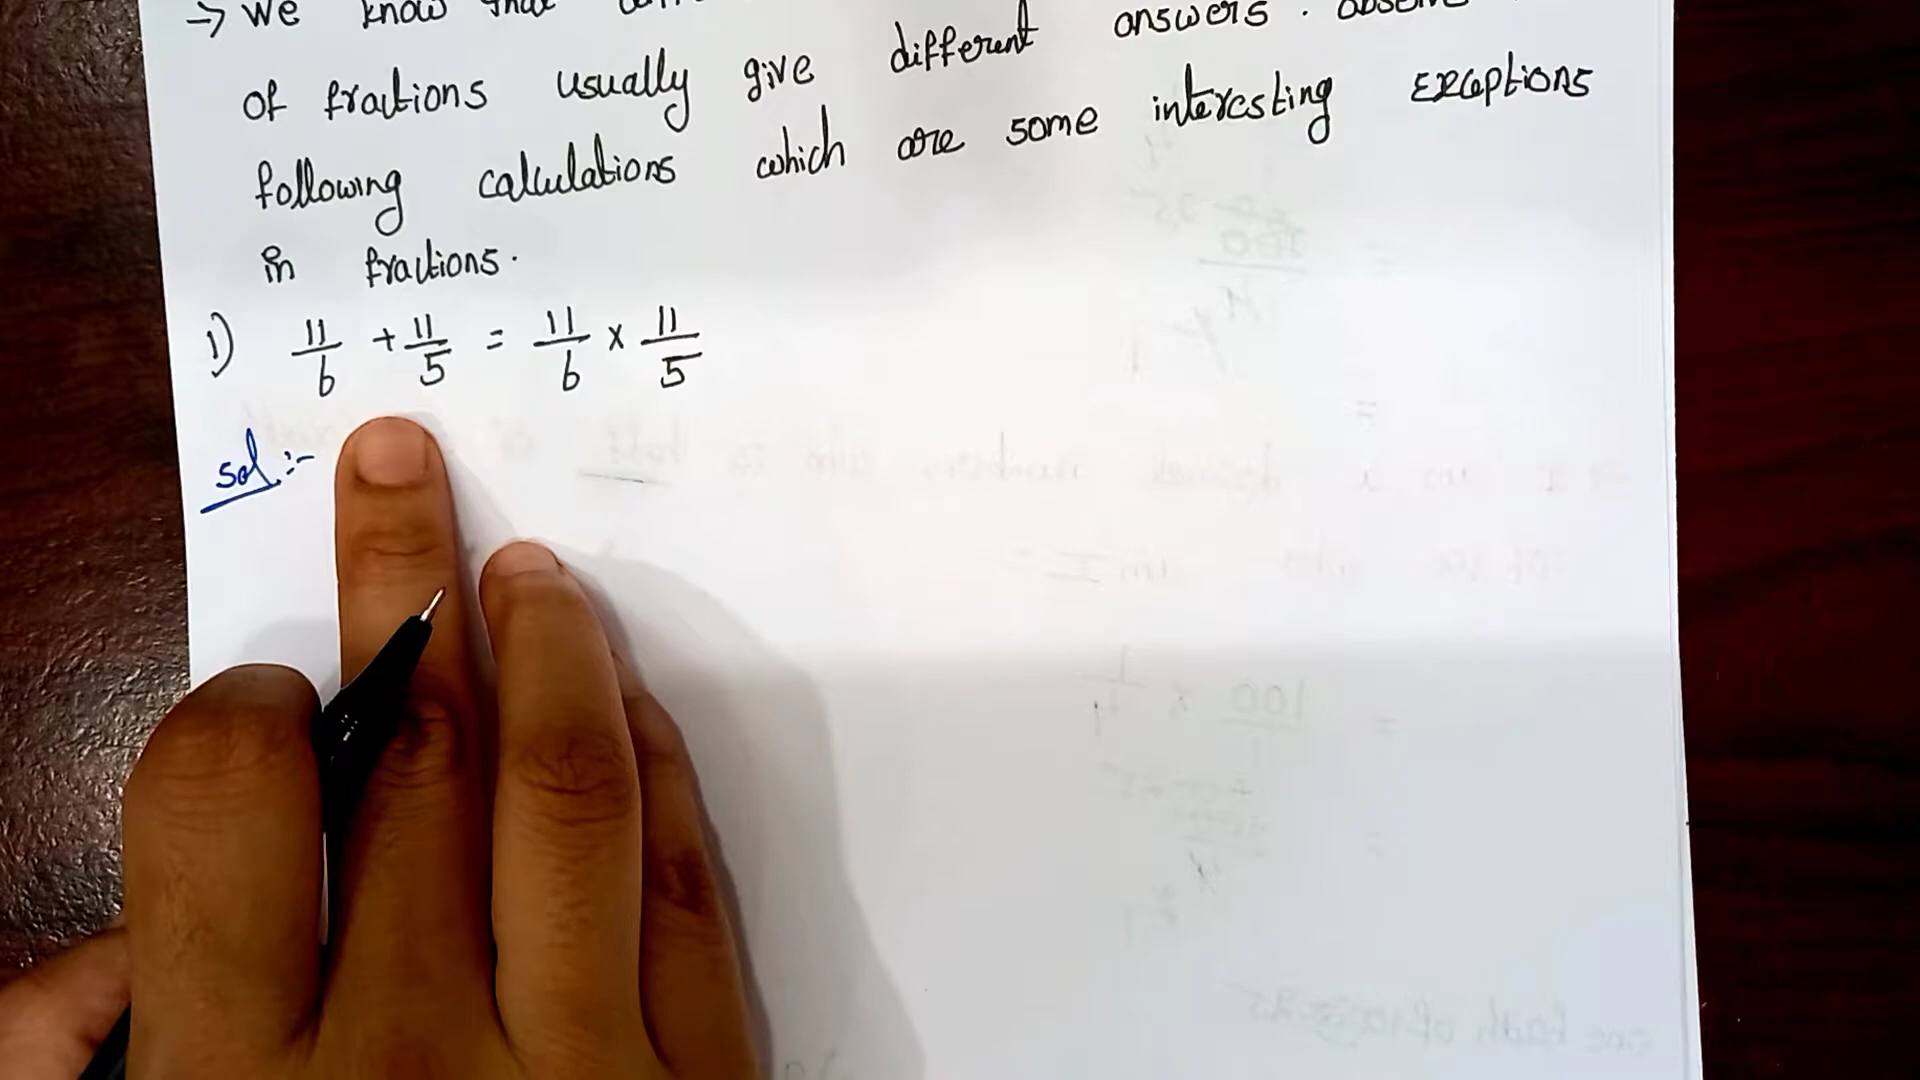 → we know that
of fractions usually give different answers. observe
following calculations which are some interesting exceptions
in fractions.
1) 11/6 + 11/5 = 11/6 x 11/5
sol :-